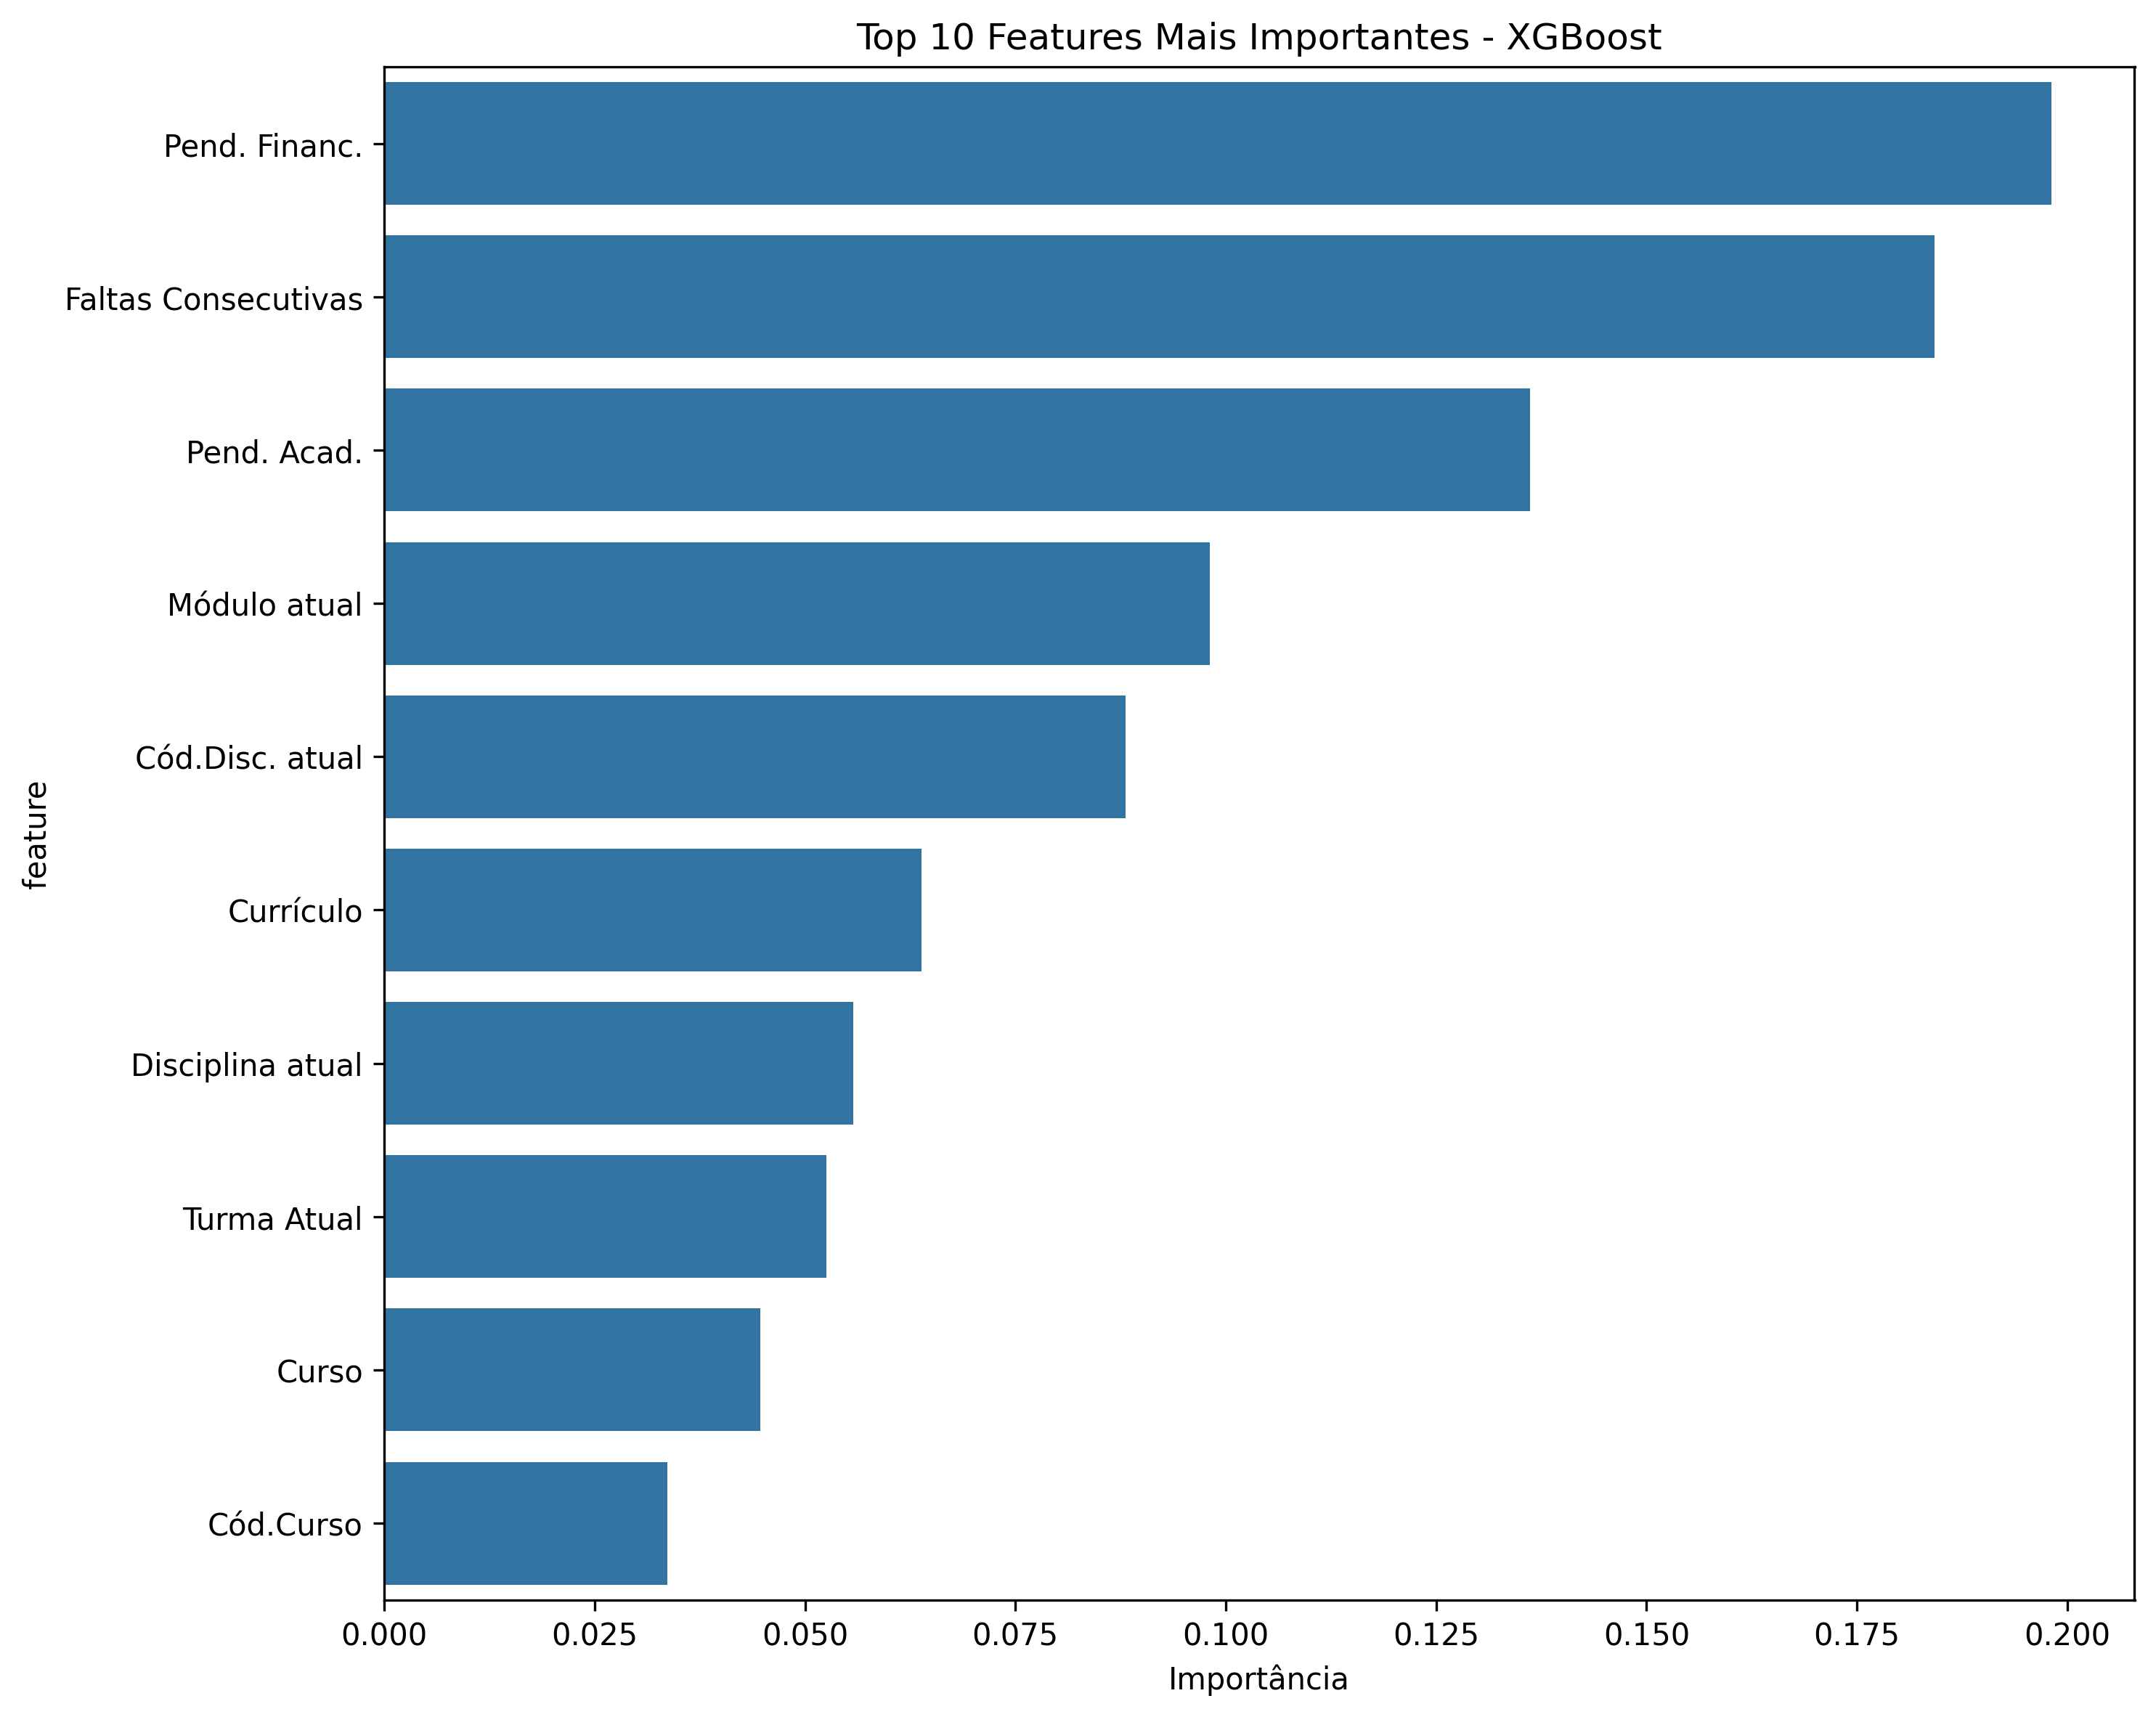 Top 10 Features Mais Importantes - XGBoost
Pend. Financ.
Faltas Consecutivas
Pend. Acad.
Módulo atual
Cód.Disc. atual
Currículo
Disciplina atual
Turma Atual
Curso
Cód.Curso
feature
0.000 0.025 0.050 0.075 0.100 0.125 0.150 0.175 0.200
Importância